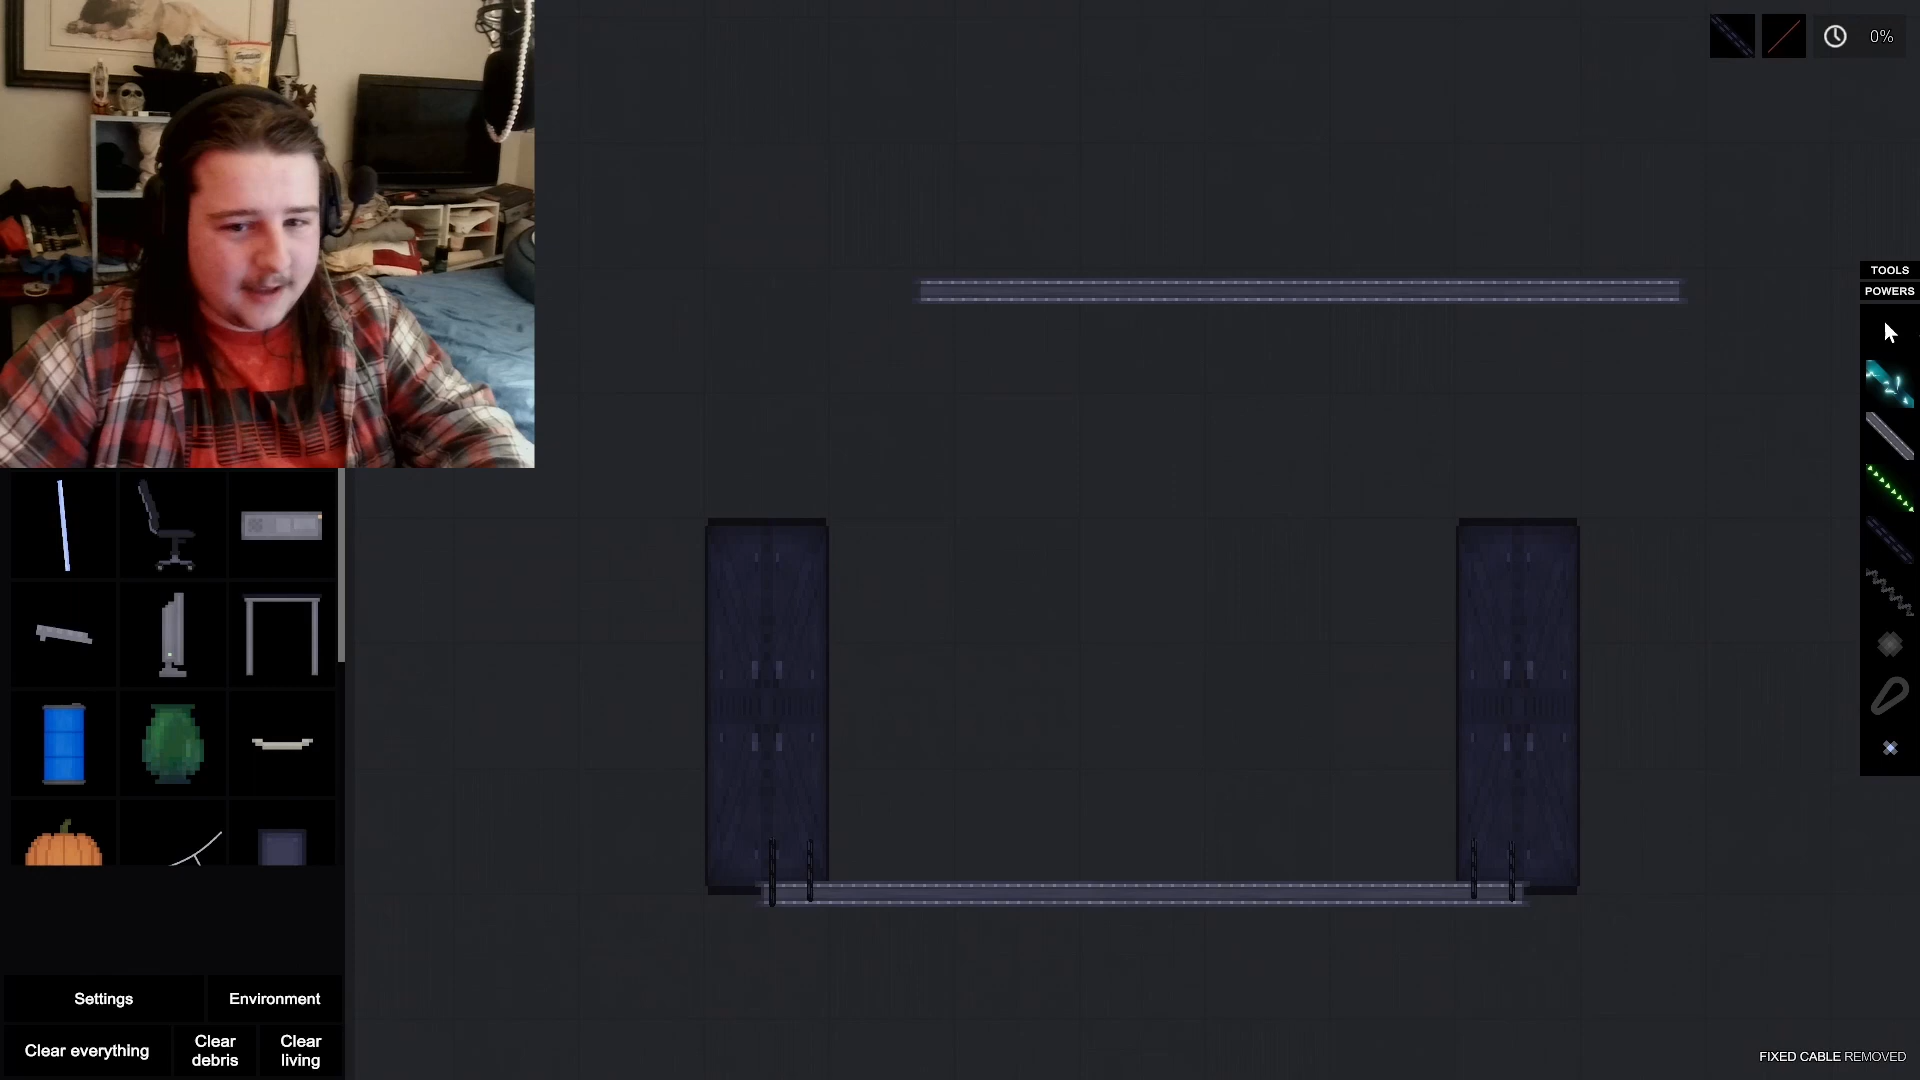 0%
TOOLS
POWERS
Settings
Environment
Clear everything
Clear
debris
Clear
living
FIXED CABLE REMOVED